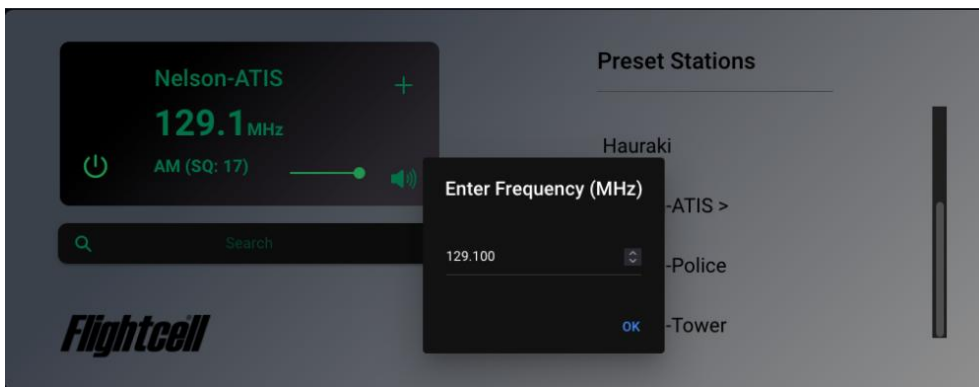 Nelson-ATIS
+
129.1MHz
AM (SQ: 17)
Search
Flightcell
Preset Stations
Hauraki
-ATIS >
-Police
-Tower
Enter Frequency (MHz)
129.100
OK